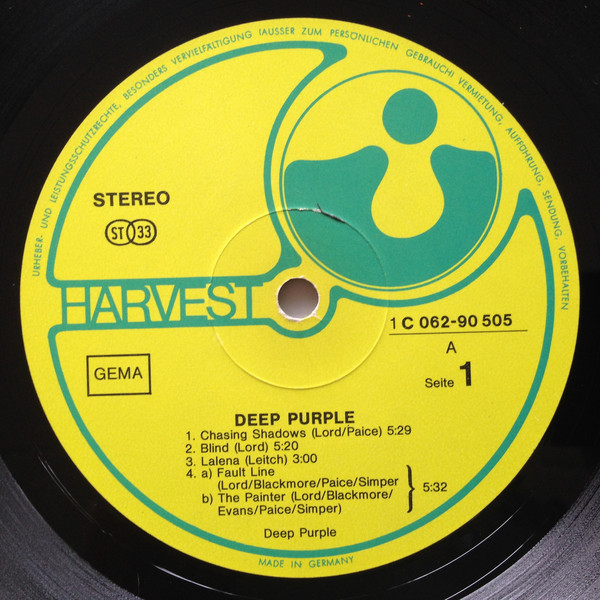 URHEBER- UND LEISTUNGSSCHUTZRECHTE, BESONDERS VERVIELFÄLTIGUNG (AUSSER ZUM PERSÖNLICHEN GEBRAUCH) VERMIETUNG, AUFFÜHRUNG, SENDUNG, VORBEHALTEN
STEREO
ST 33
HARVEST
1 C 062-90 505
A
Seite 1
GEMA
DEEP PURPLE
1. Chasing Shadows (Lord/Paice) 5:29
2. Blind (Lord) 5:20
3. Lalena (Leitch) 3:00
4. a) Fault Line
(Lord/Blackmore/Paice/Simper
b) The Painter (Lord/Blackmore/
Evans/Paice/Simper)
5:32
Deep Purple
MADE IN GERMANY